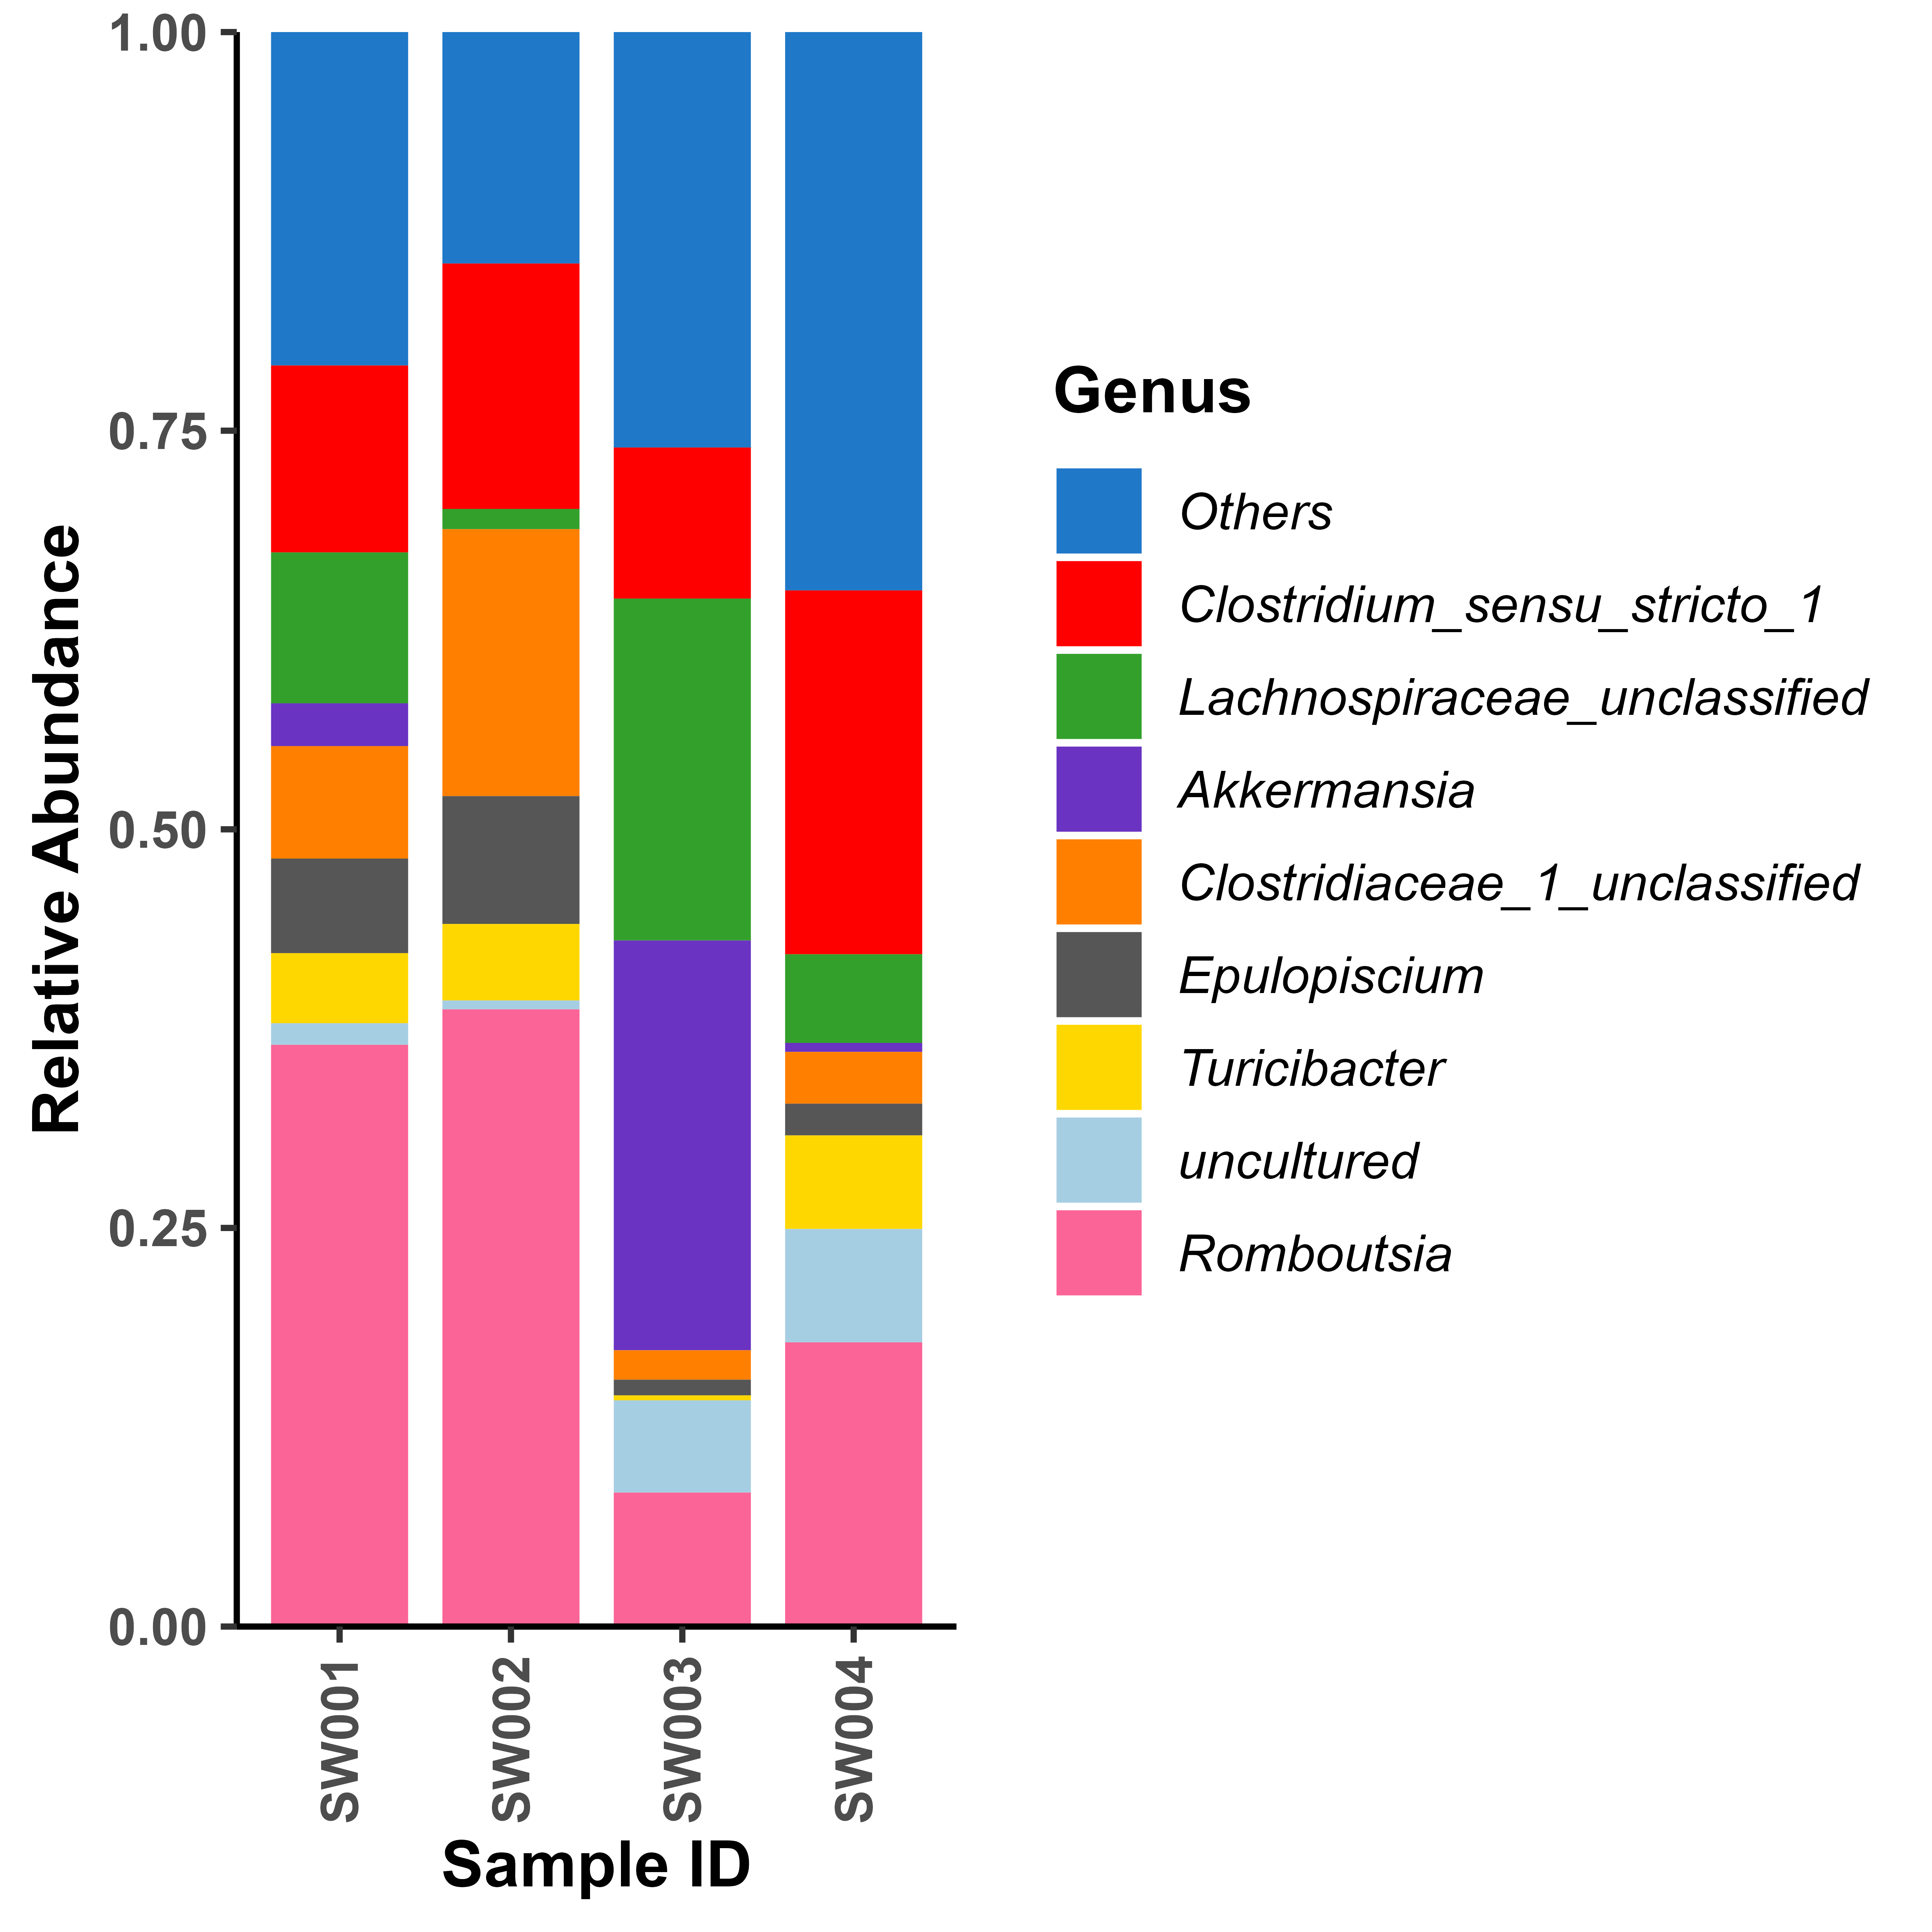 1.00
0.75
0.50
0.25
0.00
Relative Abundance
SW001
SW002
SW003
SW004
Sample ID
Genus
Others
Clostridium_sensu_stricto_1
Lachnospiraceae_unclassified
Akkermansia
Clostridiaceae_1_unclassified
Epulopiscium
Turicibacter
uncultured
Romboutsia